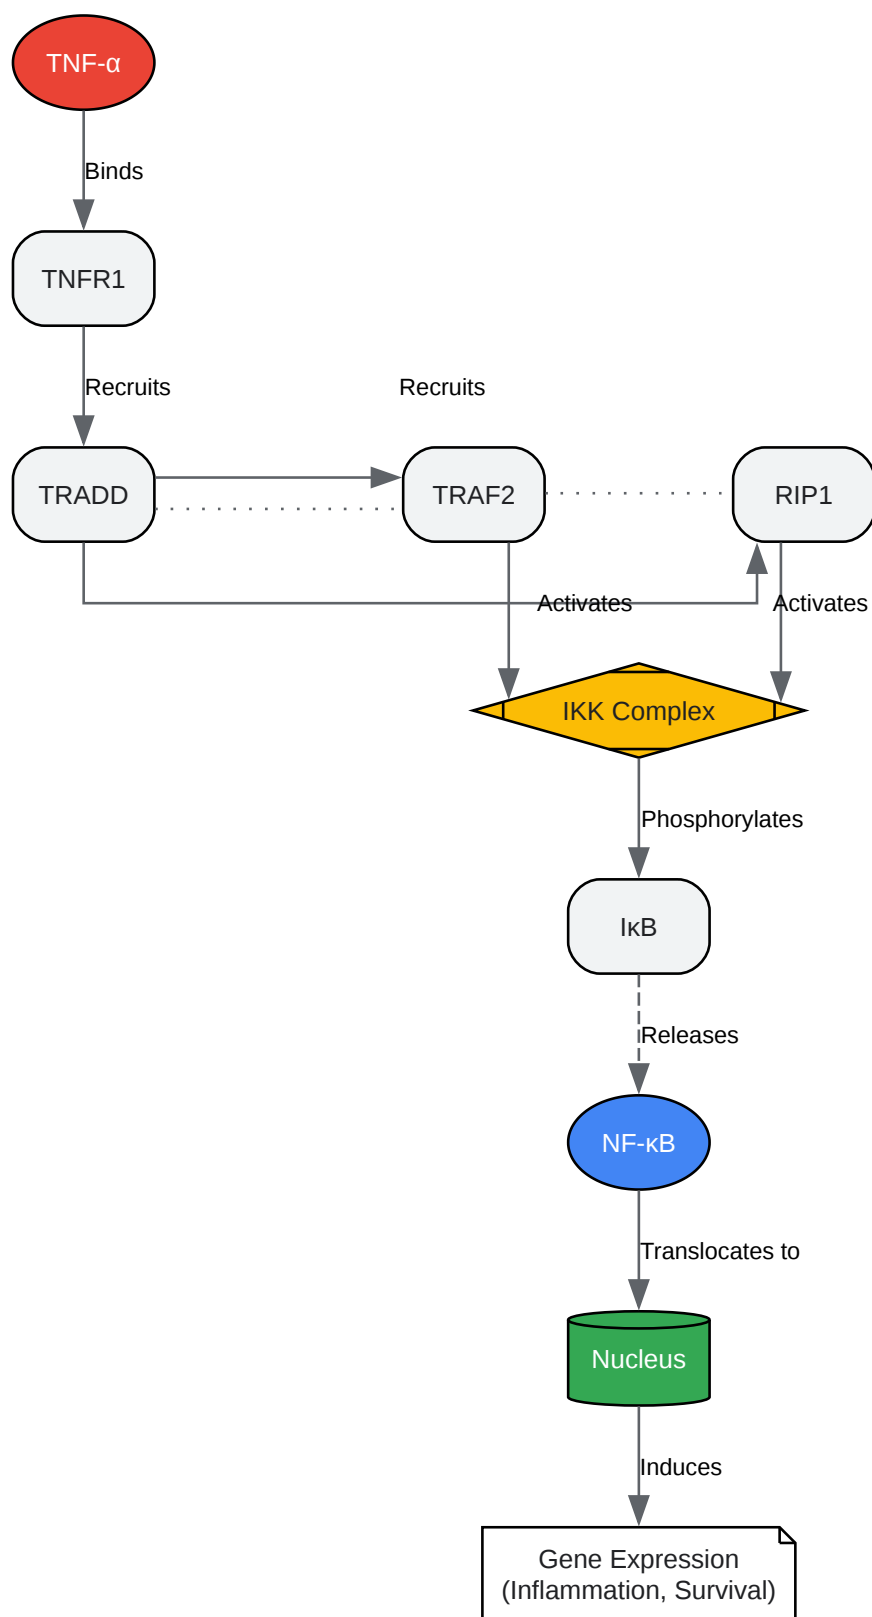 TNF-α
Binds
TNFR1
Recruits
Recruits
TRADD
TRAF2
RIP1
Activates
Activates
IKK Complex
Phosphorylates
IκB
Releases
NF-κB
Translocates to
Nucleus
Induces
Gene Expression
(Inflammation, Survival)